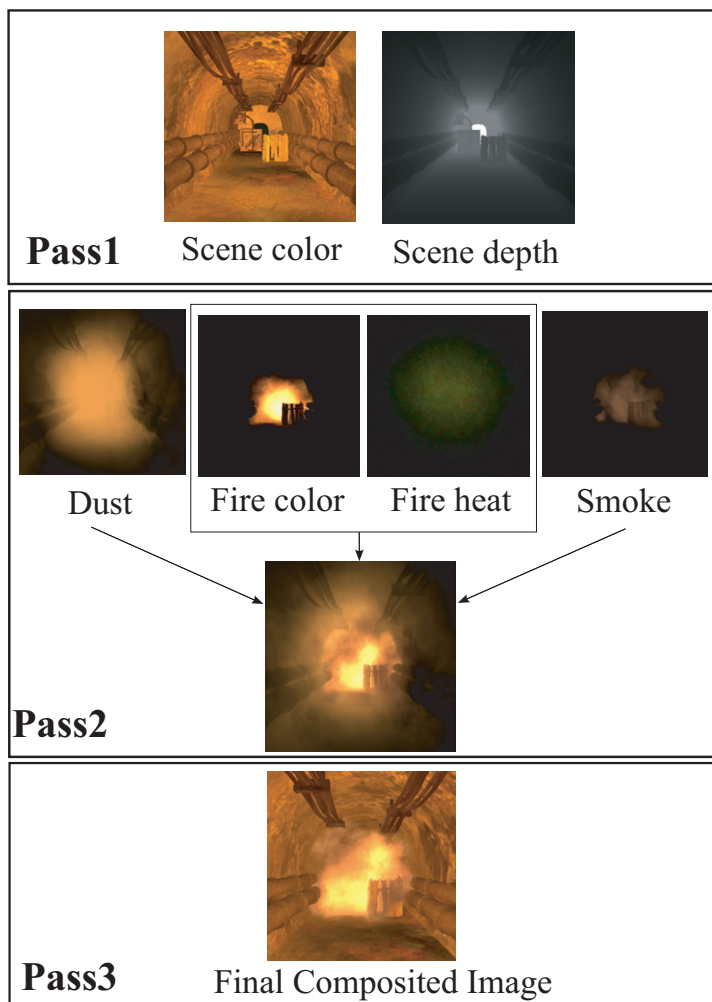 Scene color
Scene depth
Pass1
Dust
Fire color
Fire heat
Smoke
Pass2
Final Composited Image
Pass3